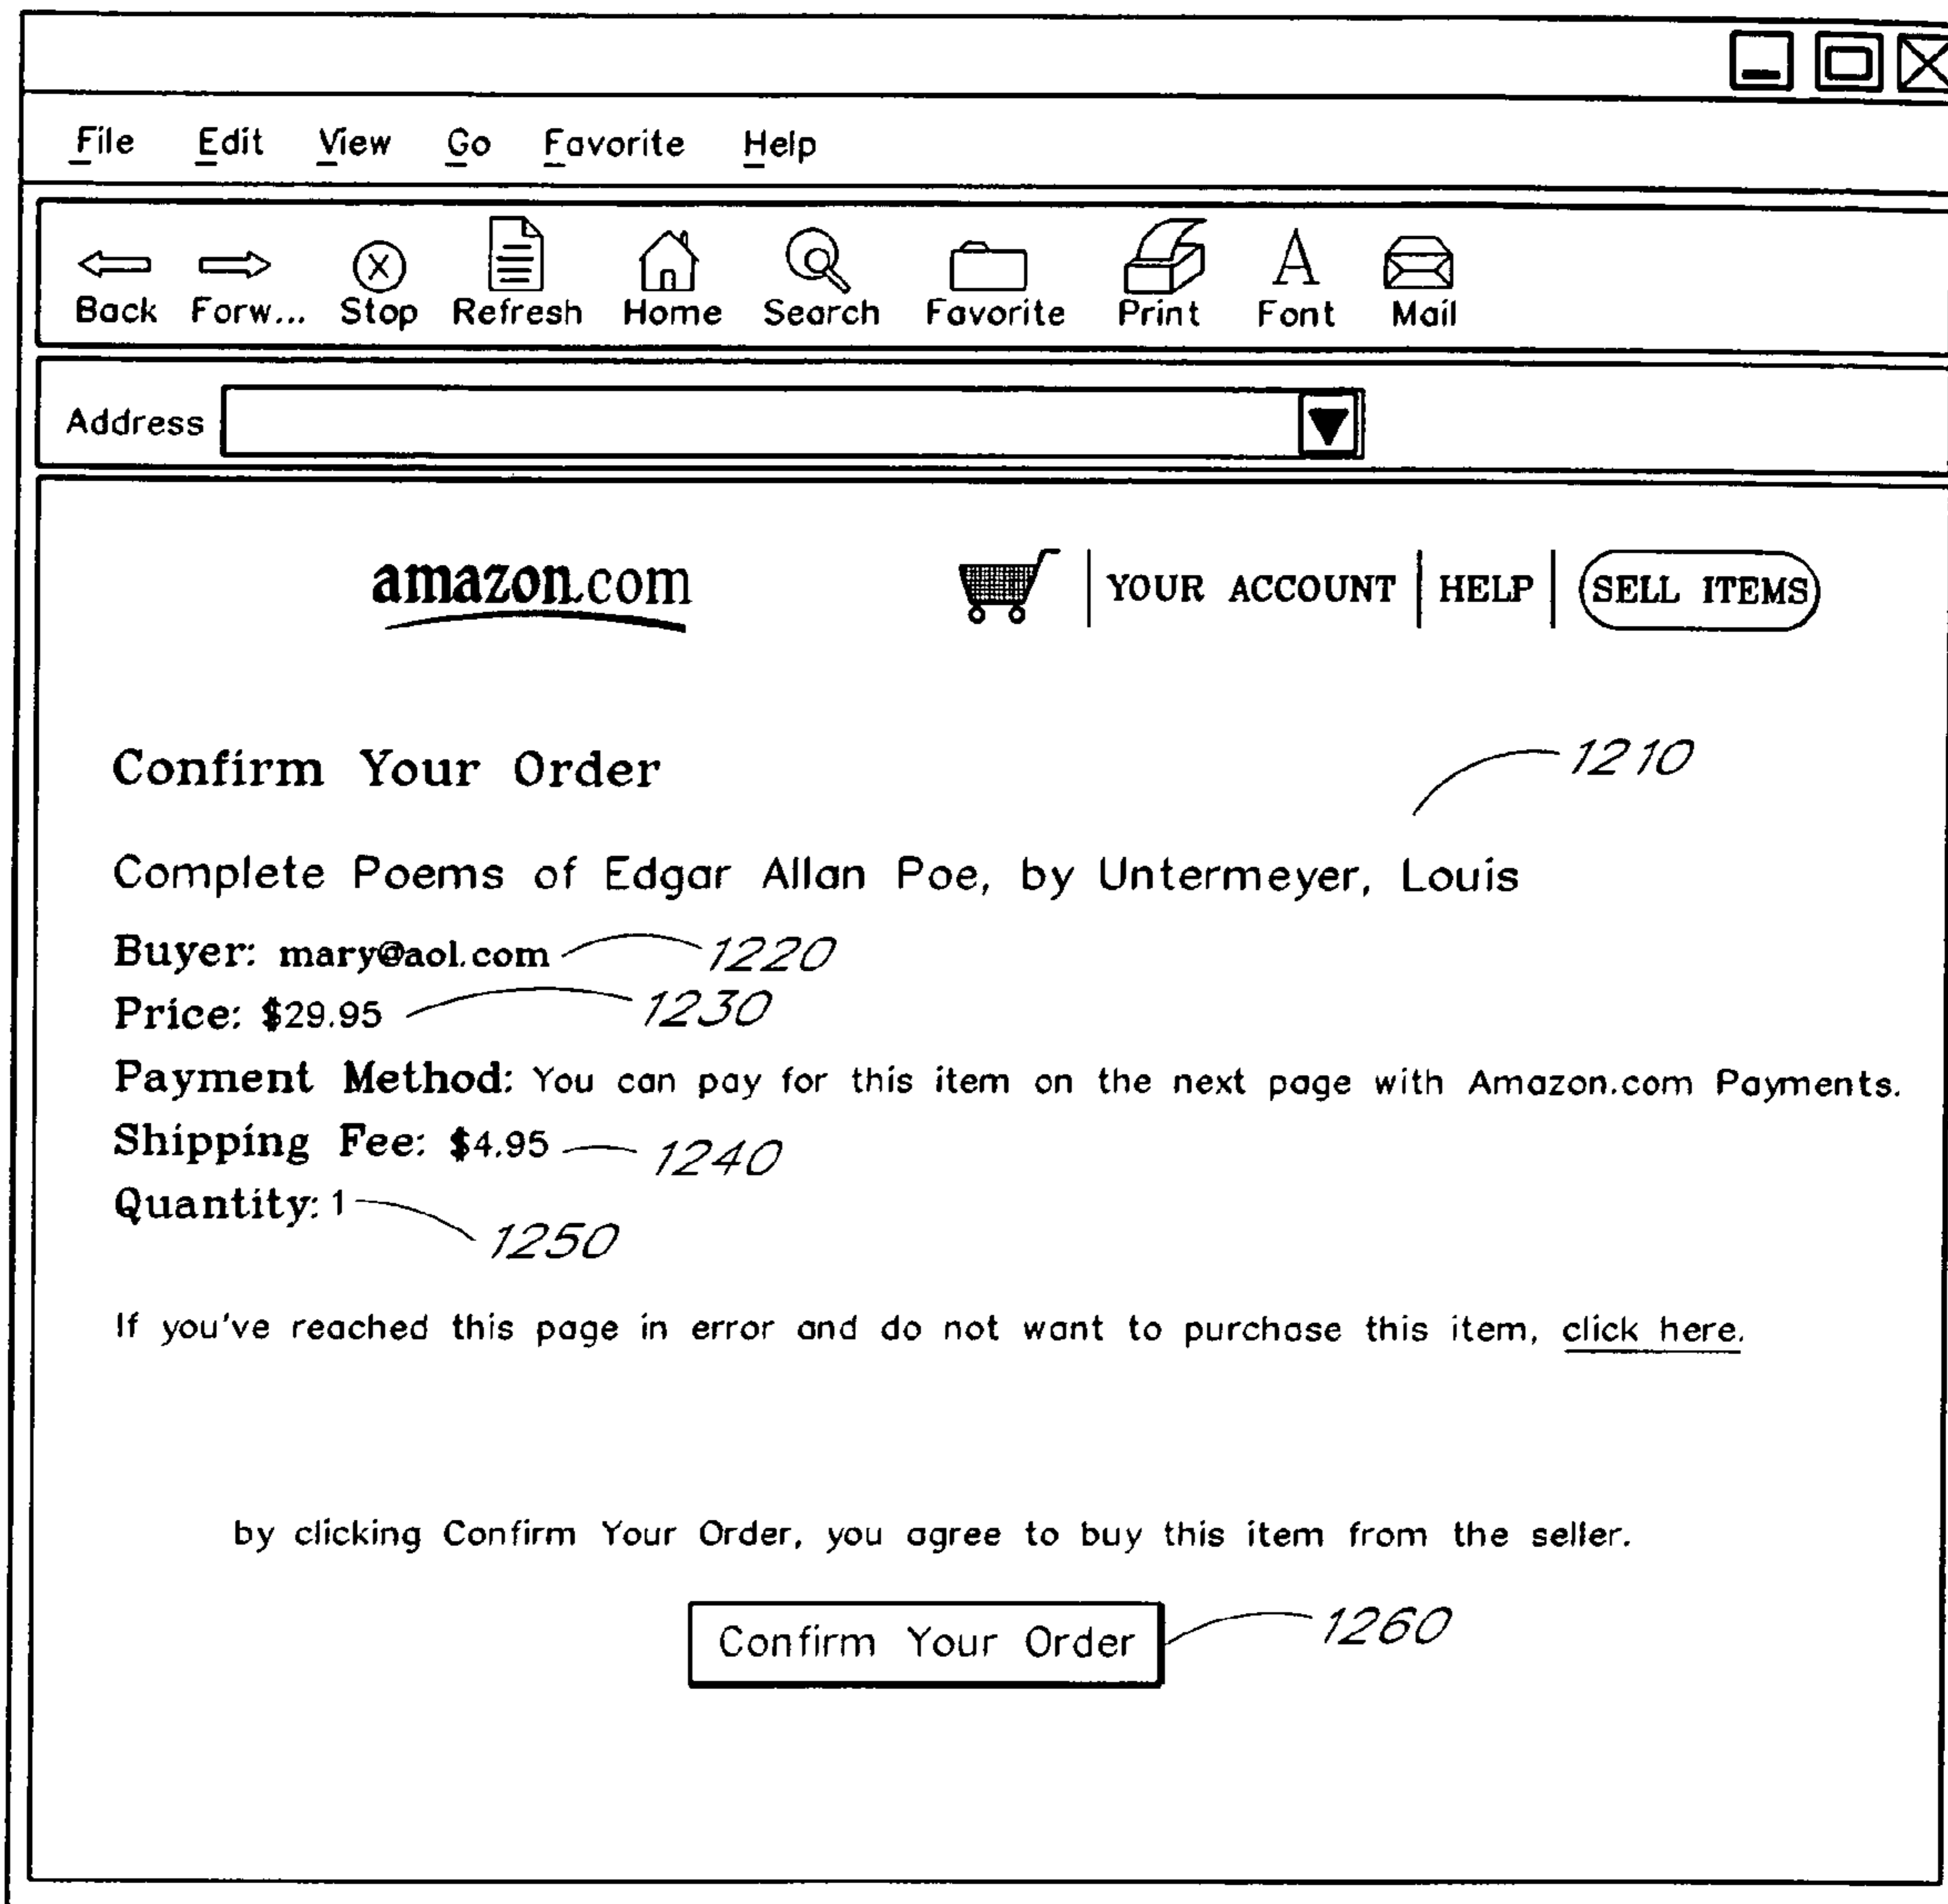 File Edit View Go Favorite Help
Back Forw... Stop Refresh Home Search Favorite Print Font Mail
Address
amazon.com YOUR ACCOUNT HELP SELL ITEMS
Confirm Your Order 1210
Complete Poems of Edgar Allan Poe, by Untermeyer, Louis
Buyer: mary@aol.com 1220
Price: $29.95 1230
Payment Method: You can pay for this item on the next page with Amazon.com Payments.
Shipping Fee: $4.95 1240
Quantity: 1 1250
If you've reached this page in error and do not want to purchase this item, click here.
by clicking Confirm Your Order, you agree to buy this item from the seller.
Confirm Your Order 1260